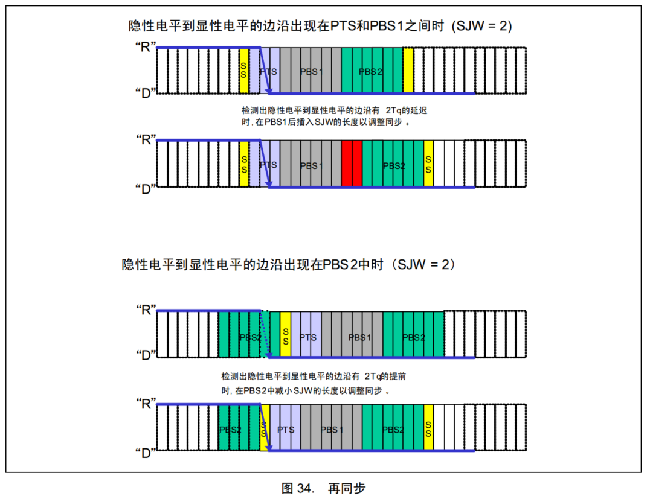 隐性电平到显性电平的边沿出现在PTS和PBS1之间时 (SJW = 2)
“R”
SS PTS PBS1 PBS2
“D”
检测出隐性电平到显性电平的边沿有 2Tq的延迟
时, 在PBS1后插入SJW的长度以调整同步 。
“R”
SS PTS PBS1 PBS2 SS
“D”
隐性电平到显性电平的边沿出现在PBS2中时（SJW = 2）
“R”
PBS2 SS PTS PBS1 PBS2
“D”
检测出隐性电平到显性电平的边沿有 2Tq的提前
时, 在PBS2中减小SJW的长度以调整同步 。
“R”
PBS2 SS PTS PBS1 PBS2 SS
“D”
图 34. 再同步